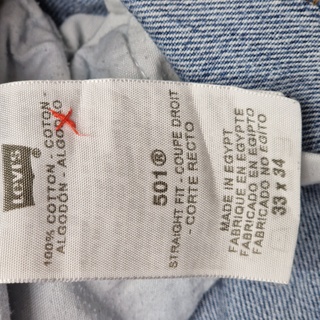 Levi's
100% COTTON - COTON -
ALGODÓN - ALGODÃO
501®
STRAIGHT FIT - COUPE DROIT
- CORTE RECTO
MADE IN EGYPT
FABRIQUE EN EGYPTE
FABRICADO EN EGIPTO
FABRICADO NO EGITO
33 X 34